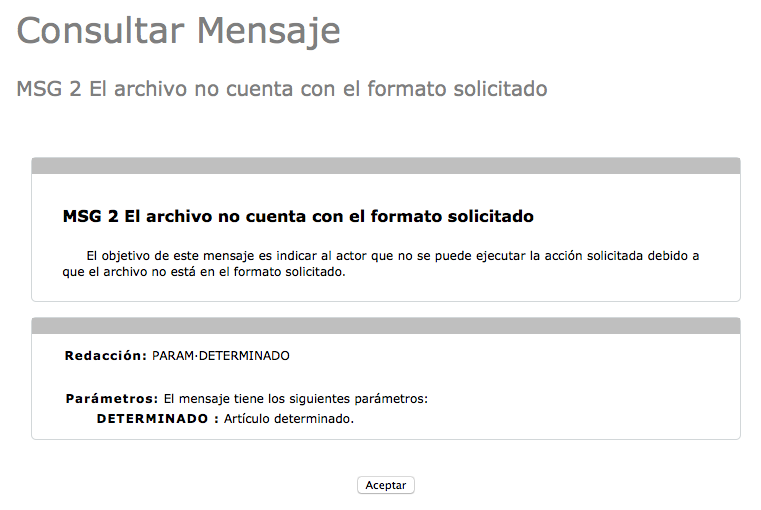 Consultar Mensaje
MSG 2 El archivo no cuenta con el formato solicitado
MSG 2 El archivo no cuenta con el formato solicitado
El objetivo de este mensaje es indicar al actor que no se puede ejecutar la acción solicitada debido a
que el archivo no está en el formato solicitado.
Redacción: PARAM·DETERMINADO
Parámetros: El mensaje tiene los siguientes parámetros:
DETERMINADO : Artículo determinado.
Aceptar